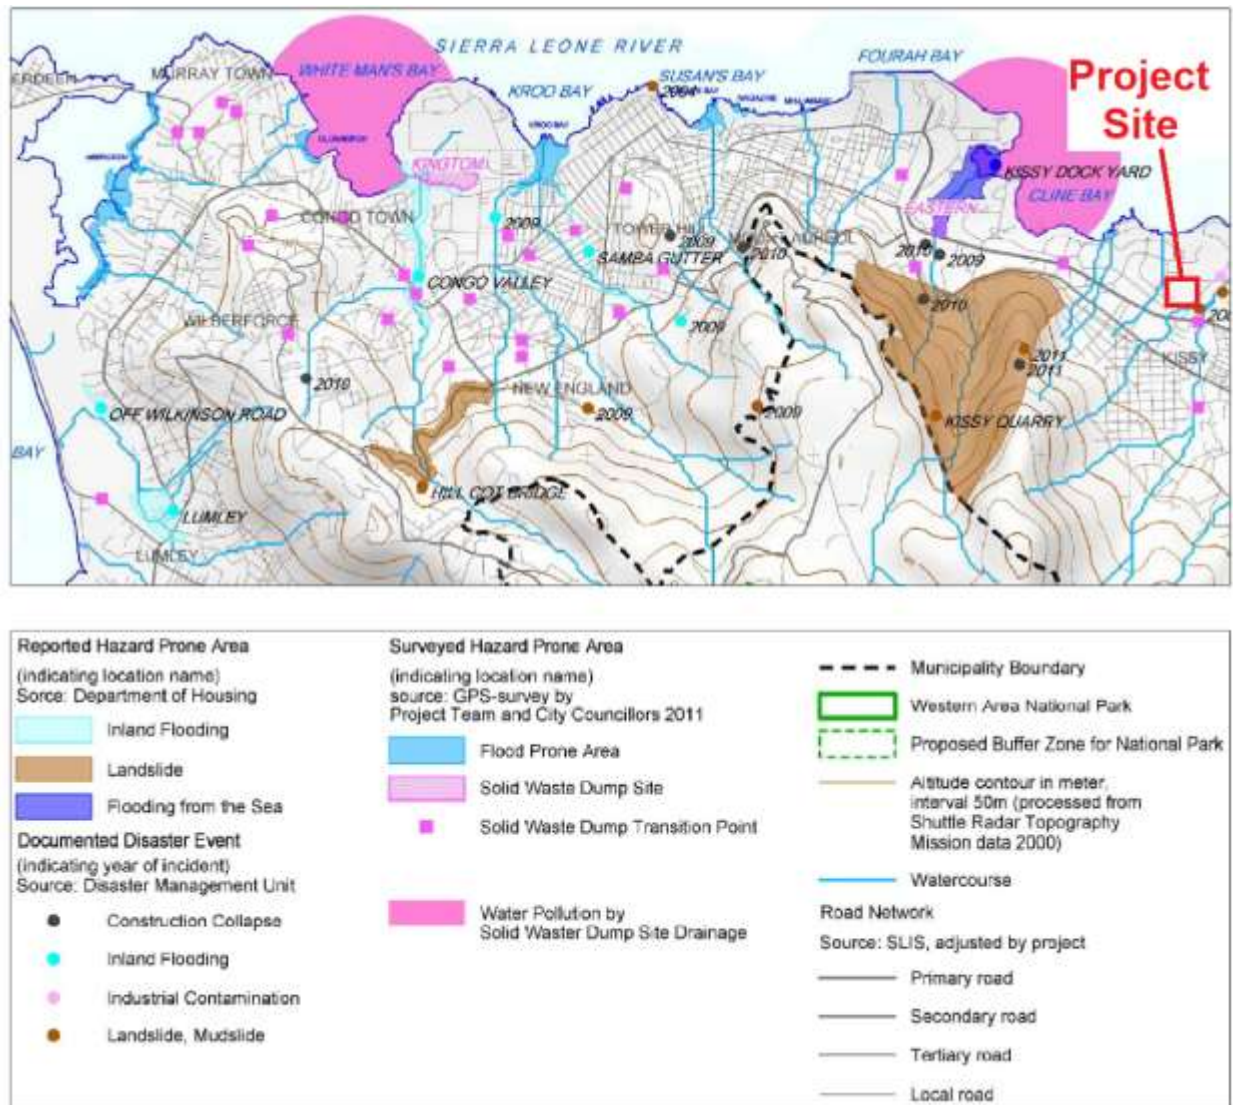 SIERRA LEONE RIVER
FOURAH BAY
MURRAY TOWN
WHITE MAN'S BAY
SUSAN'S BAY
KROO BAY
2004
Project
Site
KROO BAY
KINGTOM
KISSY DOCK YARD
CLINE BAY
EASTERN
CONGO TOWN
2009
TOWER HILL
2009
2010
SAMBA GUTTER
2010
2009
CONGO VALLEY
2010
WILBERFORCE
2009
KISSY
2011
2011
2010
NEW ENGLAND
OFF WILKINSON ROAD
2009
2009
KISSY QUARRY
BAY
HILL COT BRIDGE
LUMLEY
LUMLEY
Reported Hazard Prone Area
(indicating location name)
Sorce: Department of Housing
Inland Flooding
Landslide
Flooding from the Sea
Documented Disaster Event
(indicating year of incident)
Source: Disaster Management Unit
Construction Collapse
Inland Flooding
Industrial Contamination
Landslide, Mudslide
Surveyed Hazard Prone Area
(indicating location name)
source: GPS-survey by
Project Team and City Councillors 2011
Flood Prone Area
Solid Waste Dump Site
Solid Waste Dump Transition Point
Water Pollution by
Solid Waster Dump Site Drainage
Municipality Boundary
Western Area National Park
Proposed Buffer Zone for National Park
Altitude contour in meter,
interval 50m (processed from
Shuttle Radar Topography
Mission data 2000)
Watercourse
Road Network
Source: SLIS, adjusted by project
Primary road
Secondary road
Tertiary road
Local road